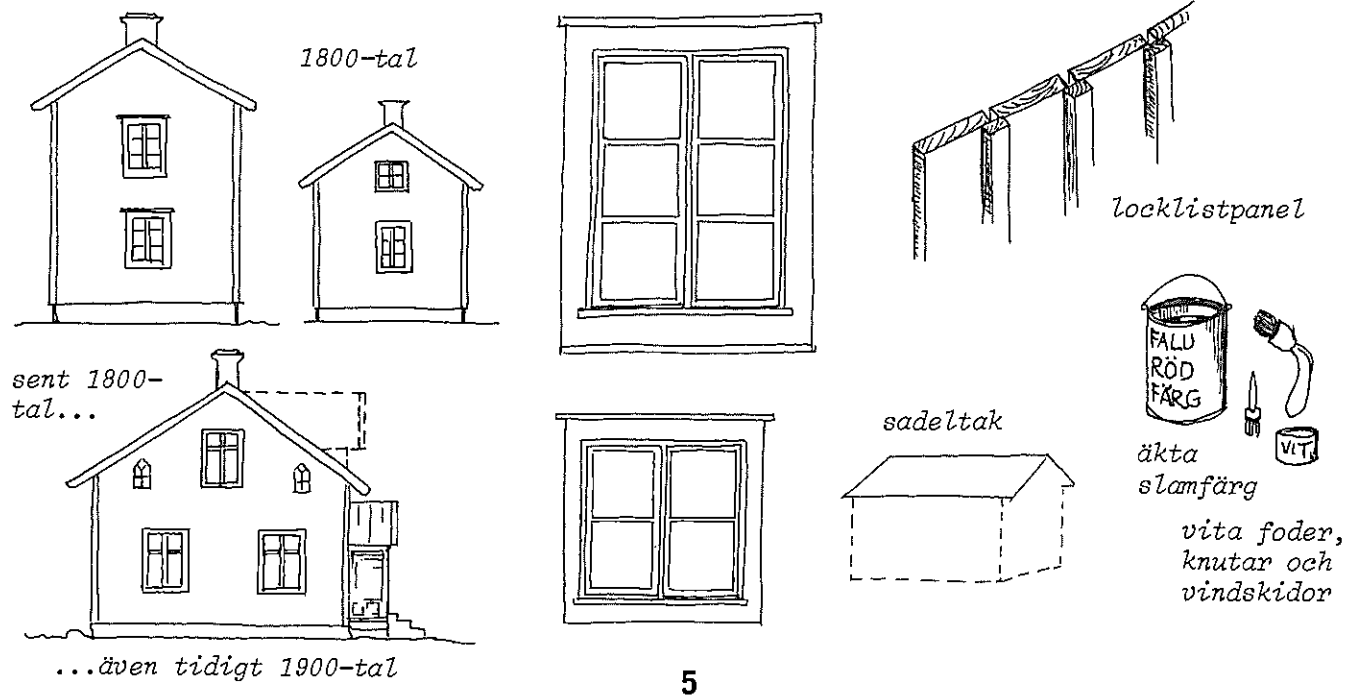 1800-tal
locklistpanel
FALU
RÖD
FÄRG
VIT
äkta
slamfärg
vita foder,
knutar och
vindskidor
sadeltak
sent 1800-
tal...
...även tidigt 1900-tal
5